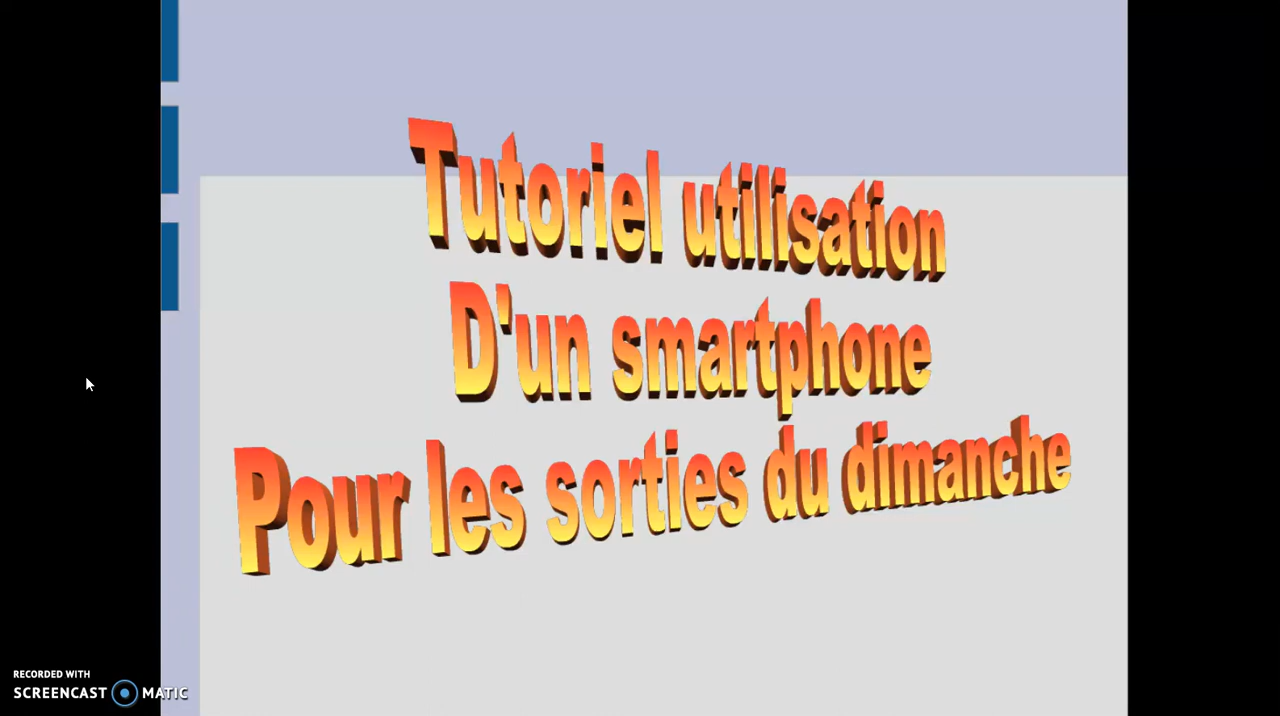 Tutoriel utilisation
D'un smartphone
Pour les sorties du dimanche
RECORDED WITH
SCREENCAST MATIC